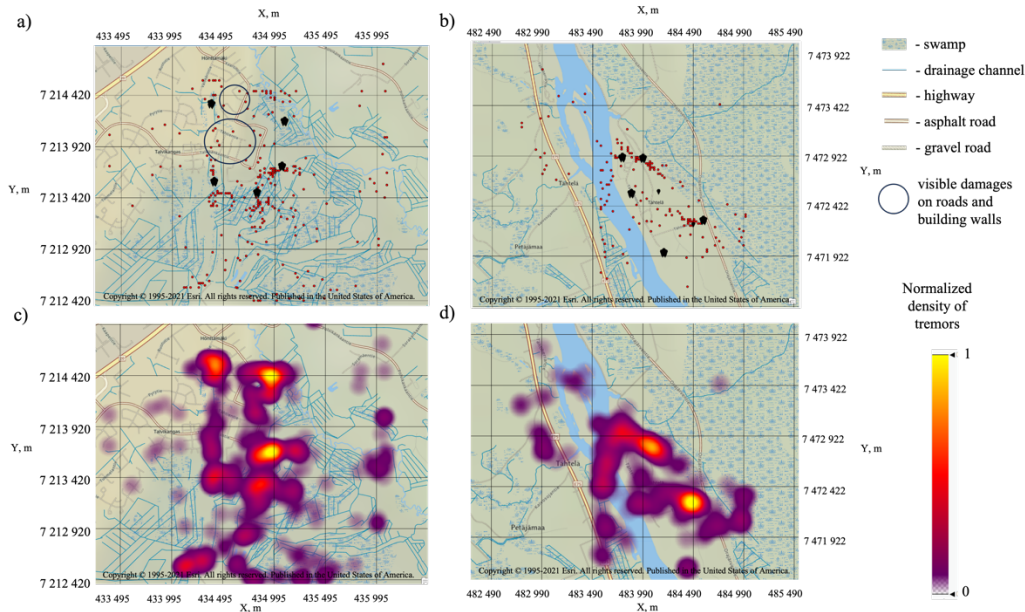 X, m
X, m
a)
433 495 433 995 434 495 434 995 435 495 435 995
b)
482 490 482 990 483 490 483 990 484 490 484 990 485 490
7 214 420
7 213 920
7 213 420
7 212 920
7 212 420
Y, m
7 473 922
7 473 422
7 472 922
7 472 422
7 471 922
Y, m
Tähtelä
Tähtelä
Petäjämaa
Copyright © 1995-2021 Esri. All rights reserved. Published in the United States of America.
Copyright © 1995-2021 Esri. All rights reserved. Published in the United States of America.
- swamp
- drainage channel
- highway
- asphalt road
- gravel road
visible damages
on roads and
building walls
c)
d)
7 214 420
7 213 920
7 213 420
7 212 920
7 212 420
Y, m
7 473 422
7 472 922
7 472 422
7 471 922
Y, m
Tähtelä
Petäjämaa
Copyright © 1995-2021 Esri. All rights reserved. Published in the United States of America.
Copyright © 1995-2021 Esri. All rights reserved. Published in the United States of America.
433 495 433 995 434 495 434 995 435 495 435 995
X, m
482 490 482 990 483 490 483 990 484 490 484 990 485 490
X, m
Normalized
density of
tremors
1
0